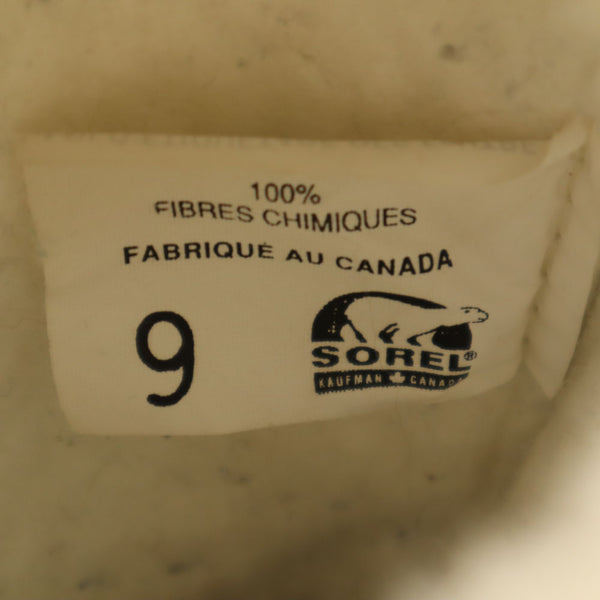 100%
FIBRES CHIMIQUES
FABRIQUÉ AU CANADA
9
SOREL®
KAUFMAN CANADA